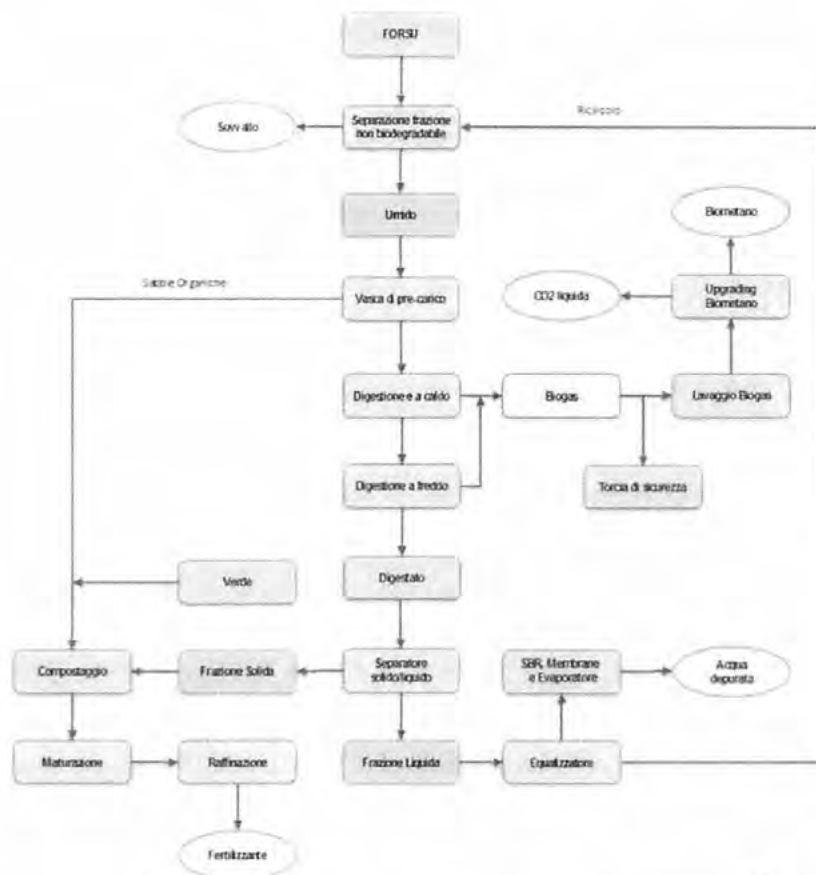 FORSU
Ricircolo
Sovvallo
Separazione frazione
non biodegradabile
Umido
Biometano
Sabbie Organiche
Vasca di pre-carico
CO2 liquida
Upgrading
Biometano
Digestione a caldo
Biogas
Lavaggio Biogas
Digestione a freddo
Torcia di sicurezza
Verde
Digestato
Compostaggio
Frazione Solida
Separatore
solido/liquido
SBR, Membrane
e Evaporatore
Acqua
depurata
Maturazione
Raffinazione
Frazione Liquida
Equalizzatore
Fertilizzante